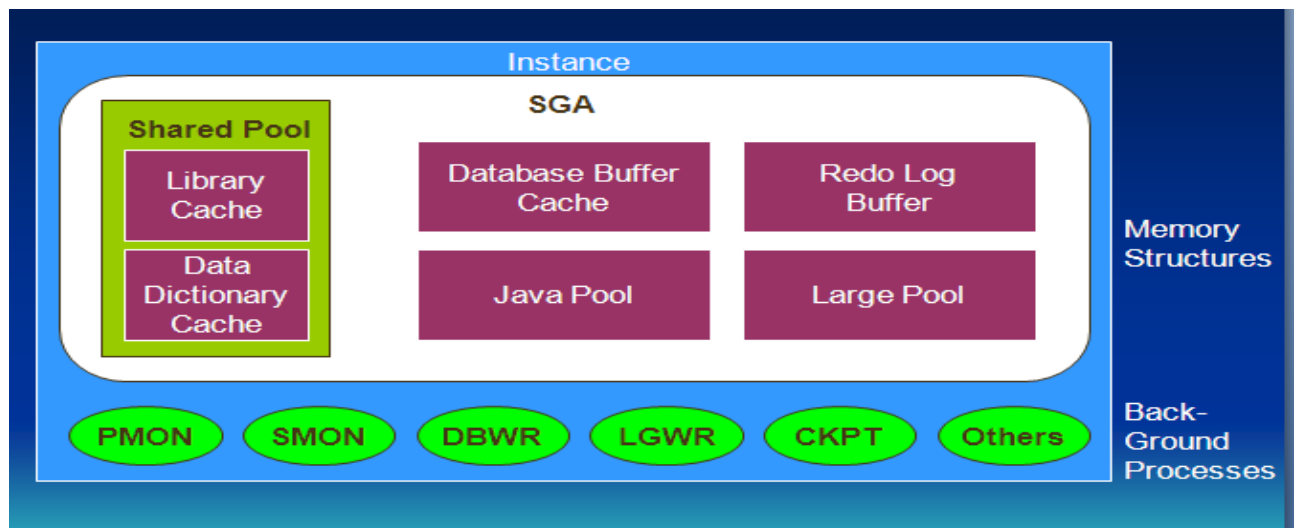 Instance
SGA
Shared Pool
Library
Cache
Data
Dictionary
Cache
Database Buffer
Cache
Redo Log
Buffer
Java Pool
Large Pool
Memory
Structures
PMON
SMON
DBWR
LGWR
CKPT
Others
Back-
Ground
Processes